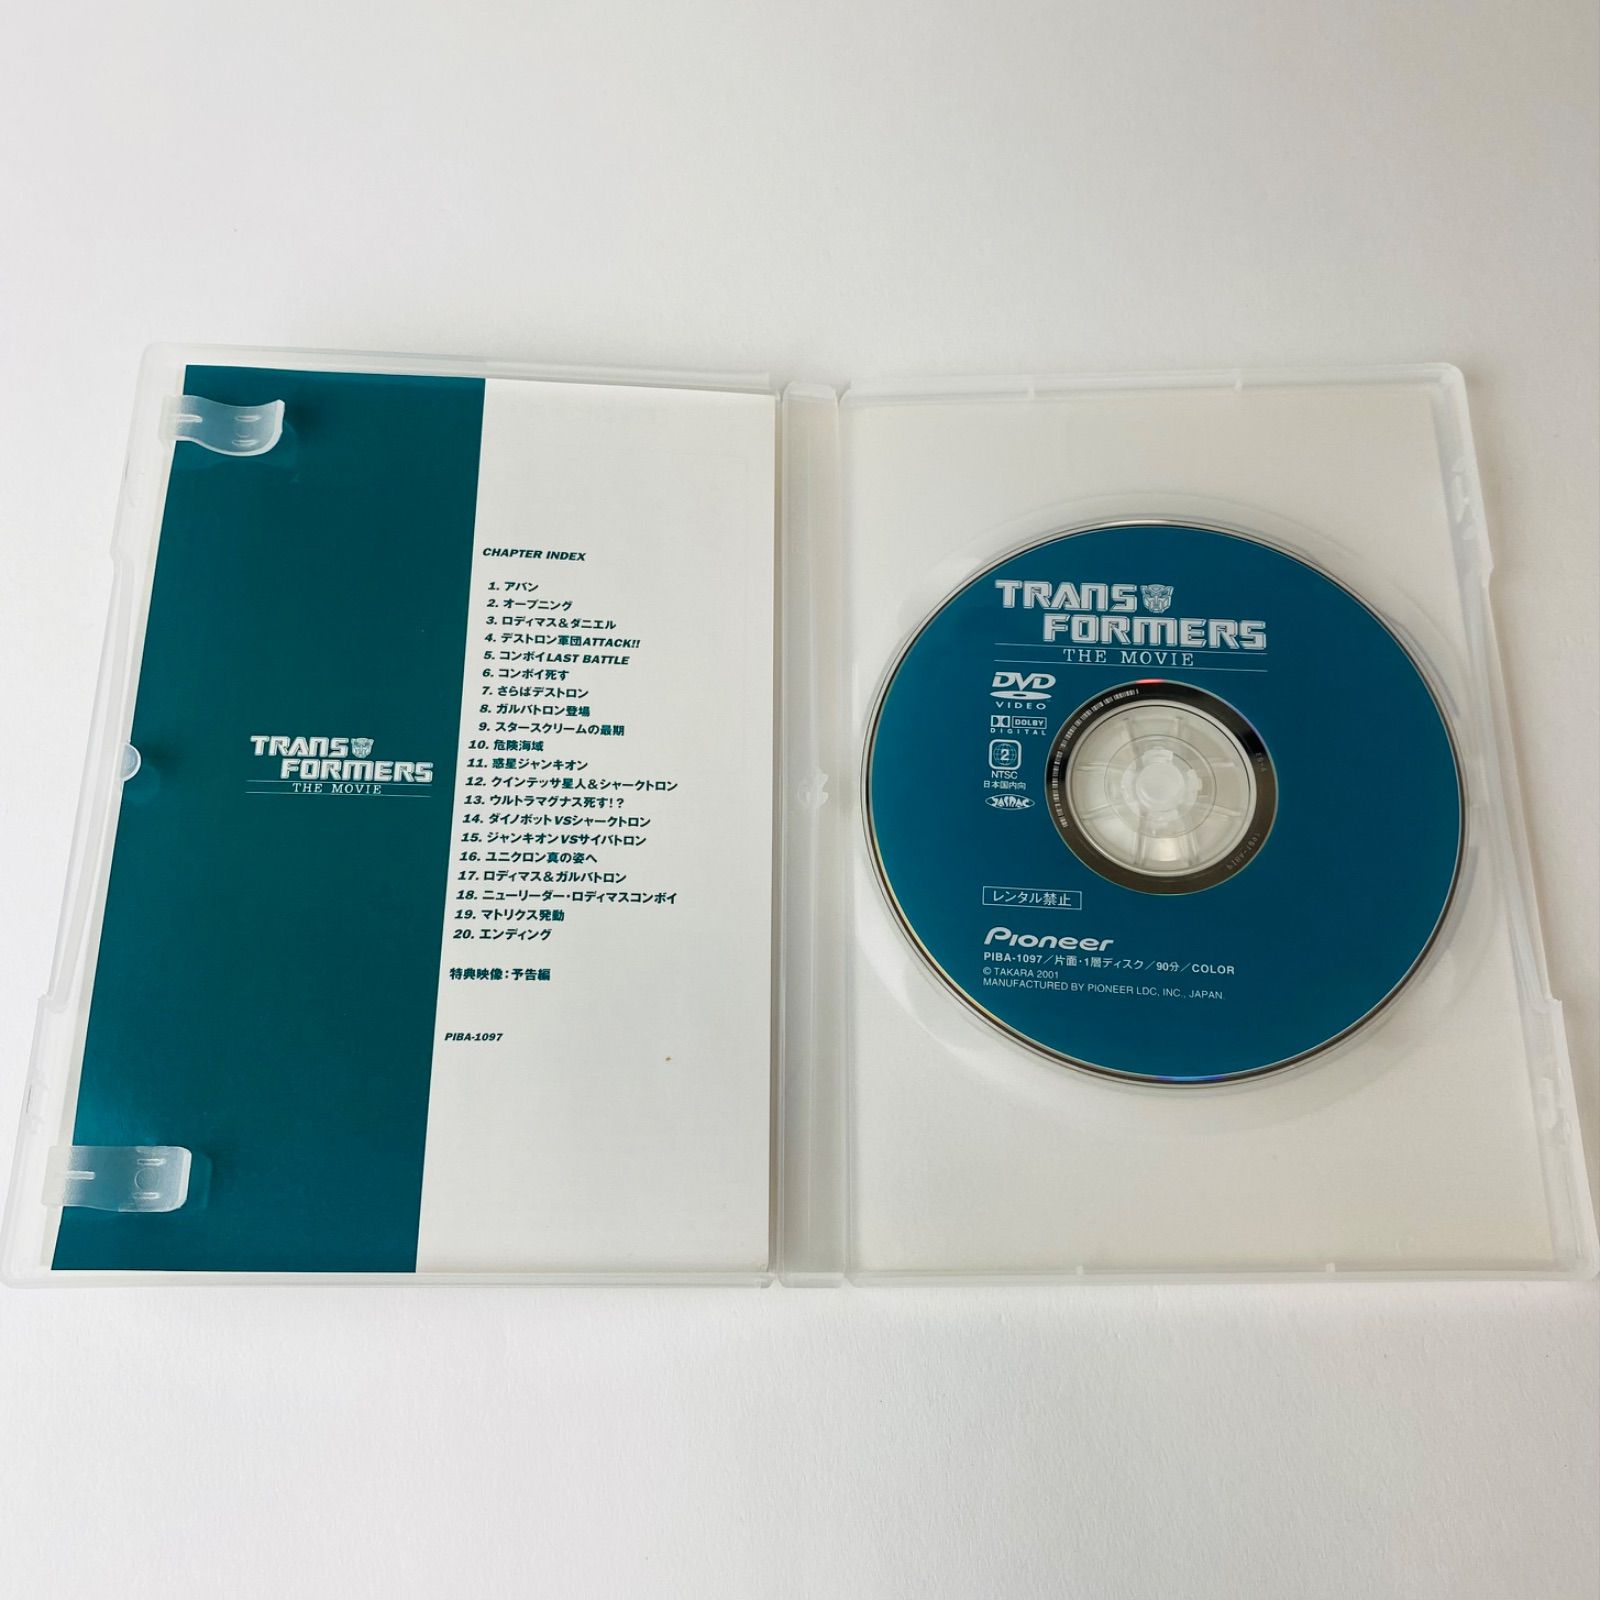 TRANS
FORMERS
THE MOVIE
CHAPTER INDEX
1. アバン
2. オープニング
3. ロディマス&ダニエル
4. デストロン軍団ATTACK!!
5. コンボイLAST BATTLE
6. コンボイ死す
7. さらばデストロン
8. ガルバトロン登場
9. スタースクリームの最期
10. 危険海域
11. 惑星ジャンキオン
12. クインテッサ星人&シャークトロン
13. ウルトラマグナス死す!?
14. ダイノボットVSシャークトロン
15. ジャンキオンVSサイバトロン
16. ユニクロン真の姿へ
17. ロディマス&ガルバトロン
18. ニューリーダー・ロディマスコンボイ
19. マトリクス発動
20. エンディング
特典映像：予告編
PIBA-1097
TRANS
FORMERS
THE MOVIE
DVD
VIDEO
DOLBY
DIGITAL
2
NTSC
日本国内向
JASRAC
レンタル禁止
Pioneer
PIBA-1097／片面・1層ディスク／90分／COLOR
© TAKARA 2001
MANUFACTURED BY PIONEER LDC, INC., JAPAN.